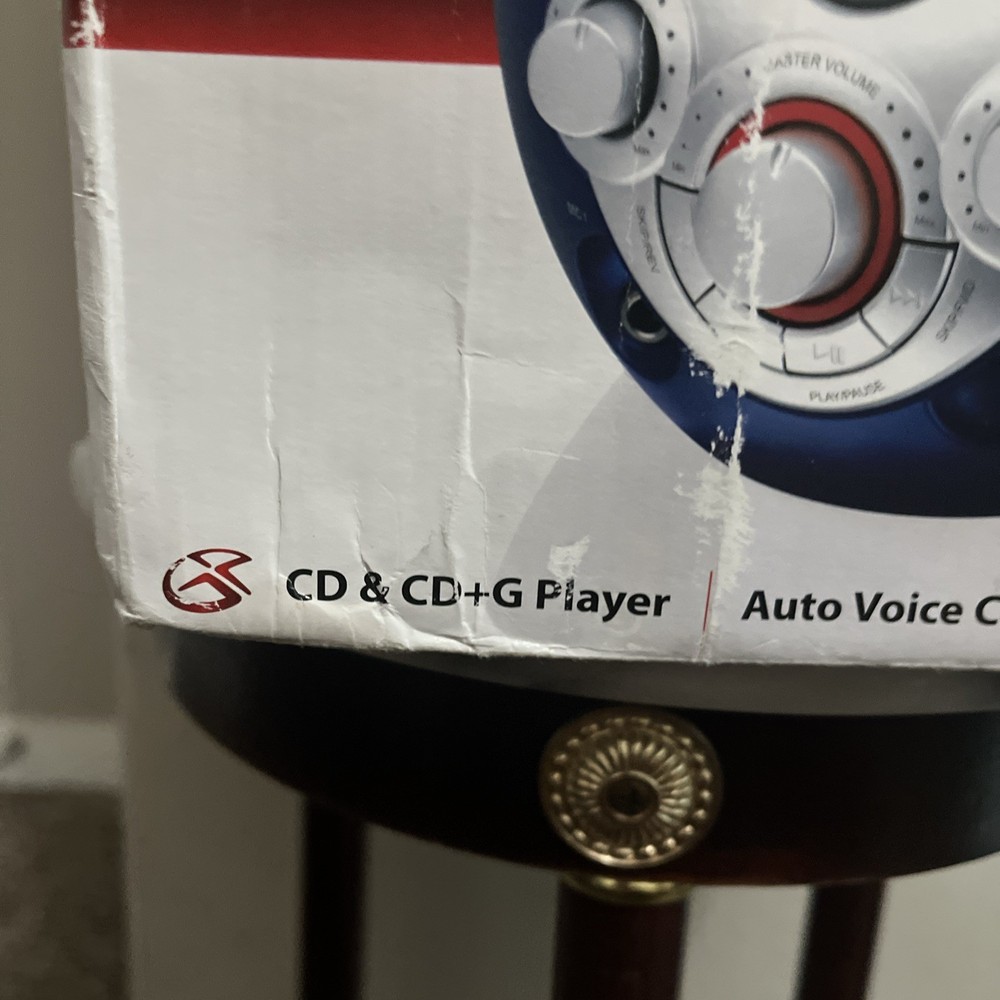 MASTER VOLUME
SKIP/REV
SKIP/FWD
PLAY/PAUSE
CD & CD+G Player
Auto Voice C